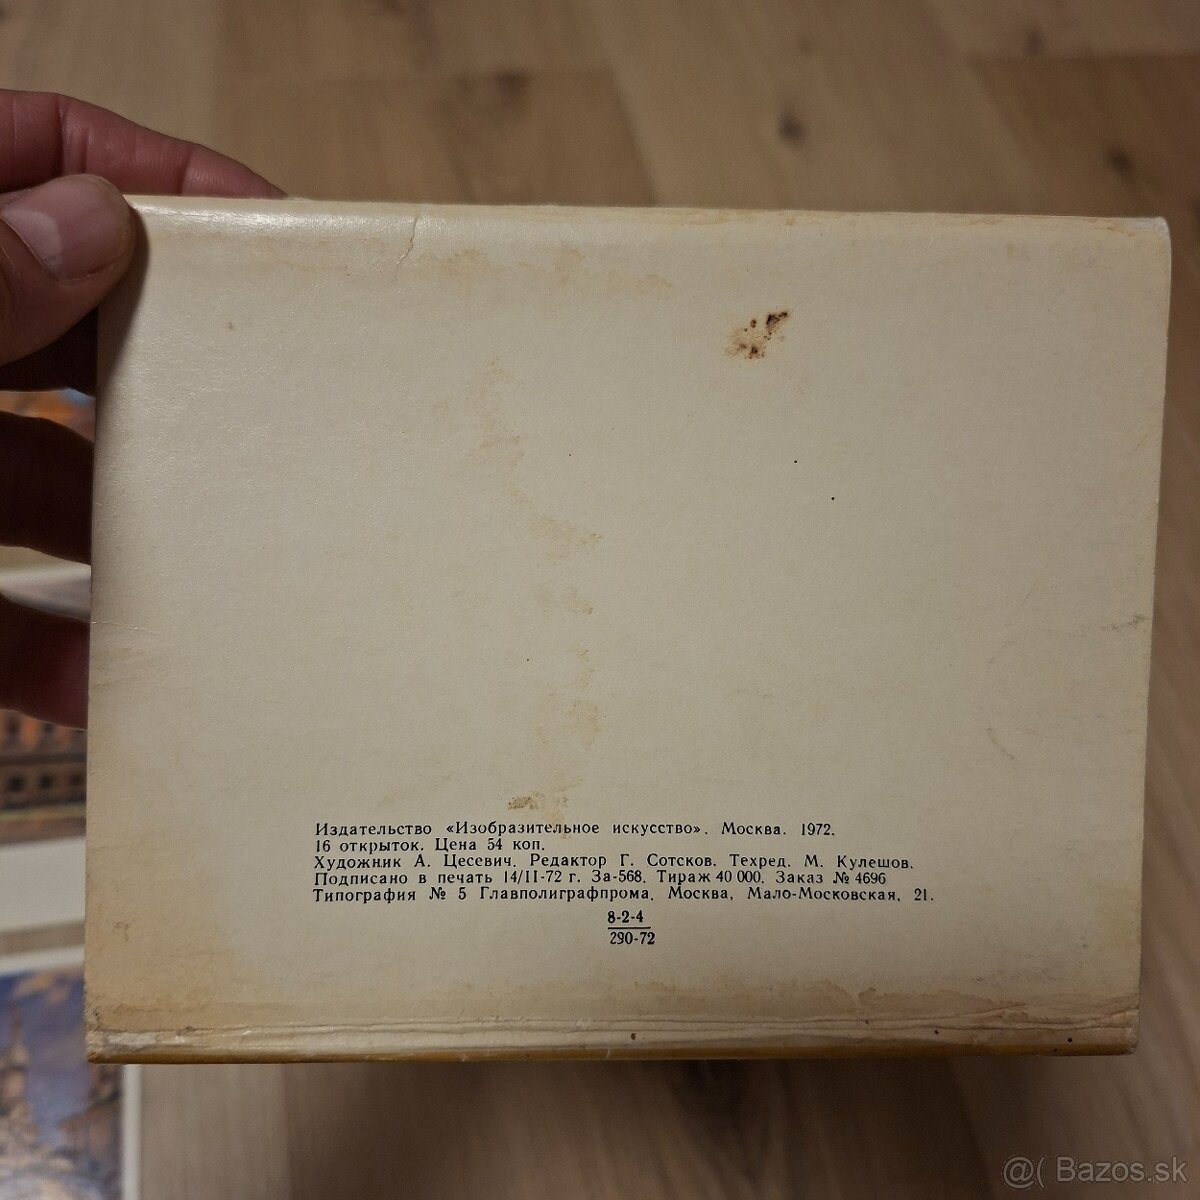 Издательство «Изобразительное искусство». Москва. 1972.
16 открыток. Цена 54 коп.
Художник А. Цесевич. Редактор Г. Сотсков. Техред. М. Кулешов.
Подписано в печать 14/II-72 г. За-568. Тираж 40 000. Заказ № 4696
Типография № 5 Главполиграфпрома. Москва, Мало-Московская, 21.
8-2-4
290-72
@( Bazos.sk